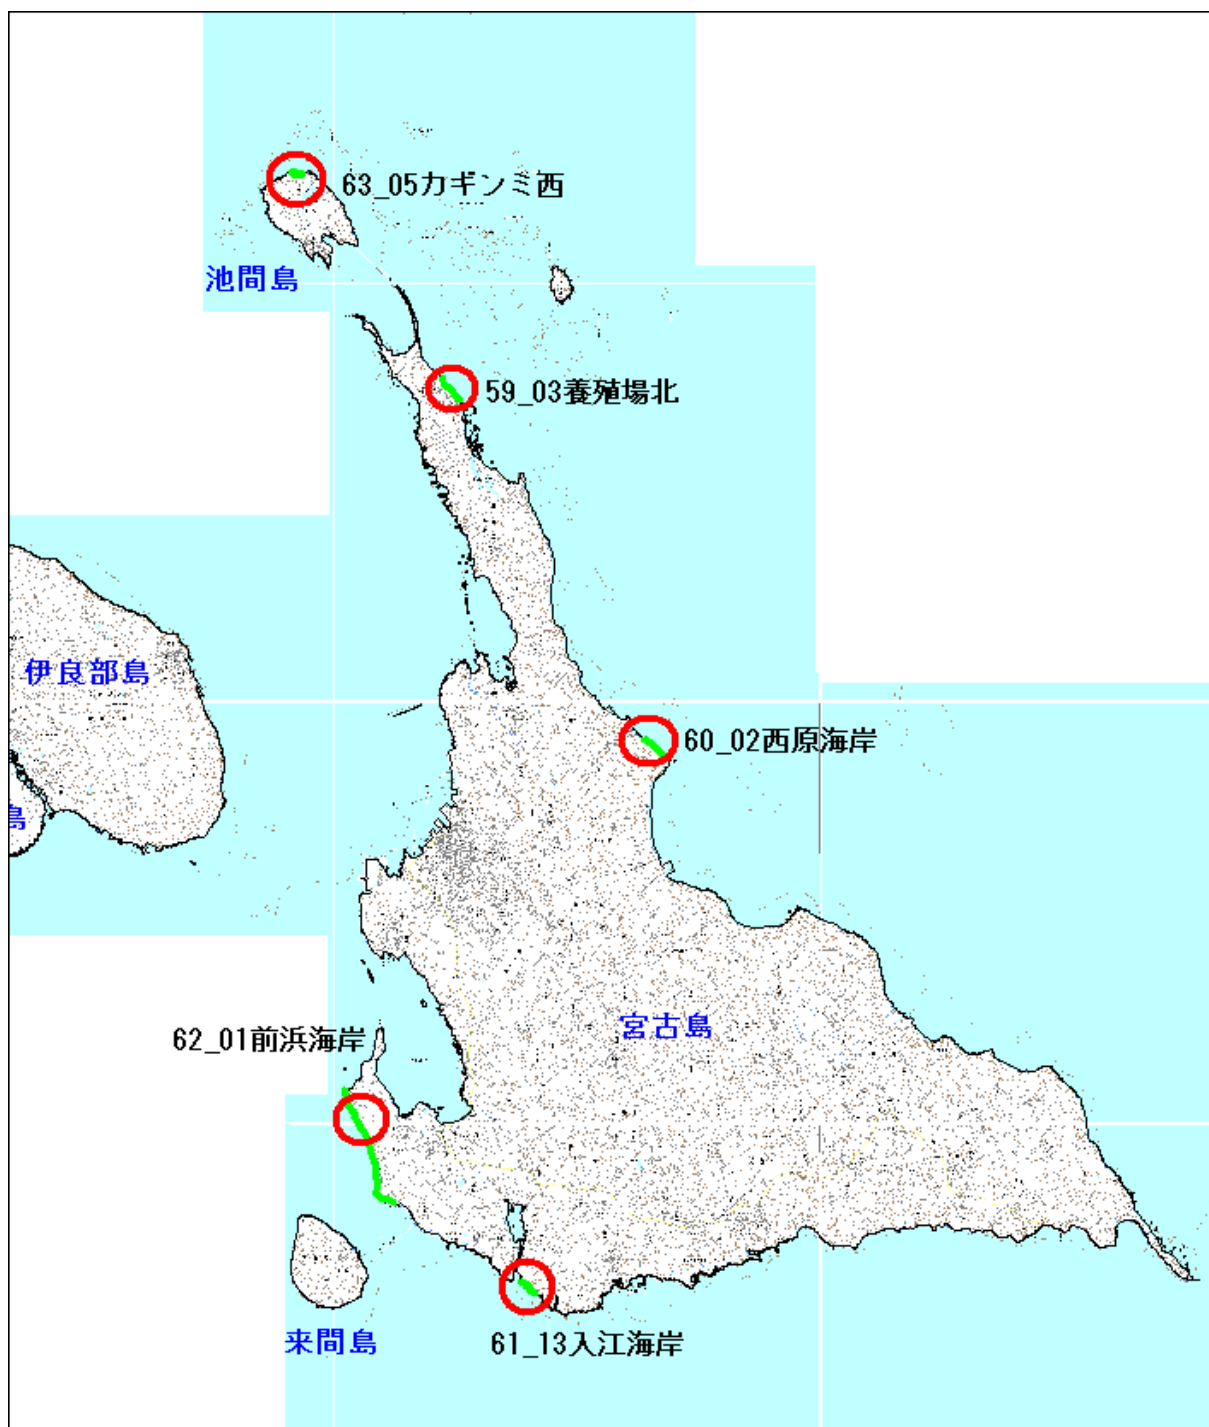 63_05カギンミ西
池間島
59_03養殖場北
伊良部島
60_02西原海岸
島
宮古島
62_01前浜海岸
来間島
61_13入江海岸